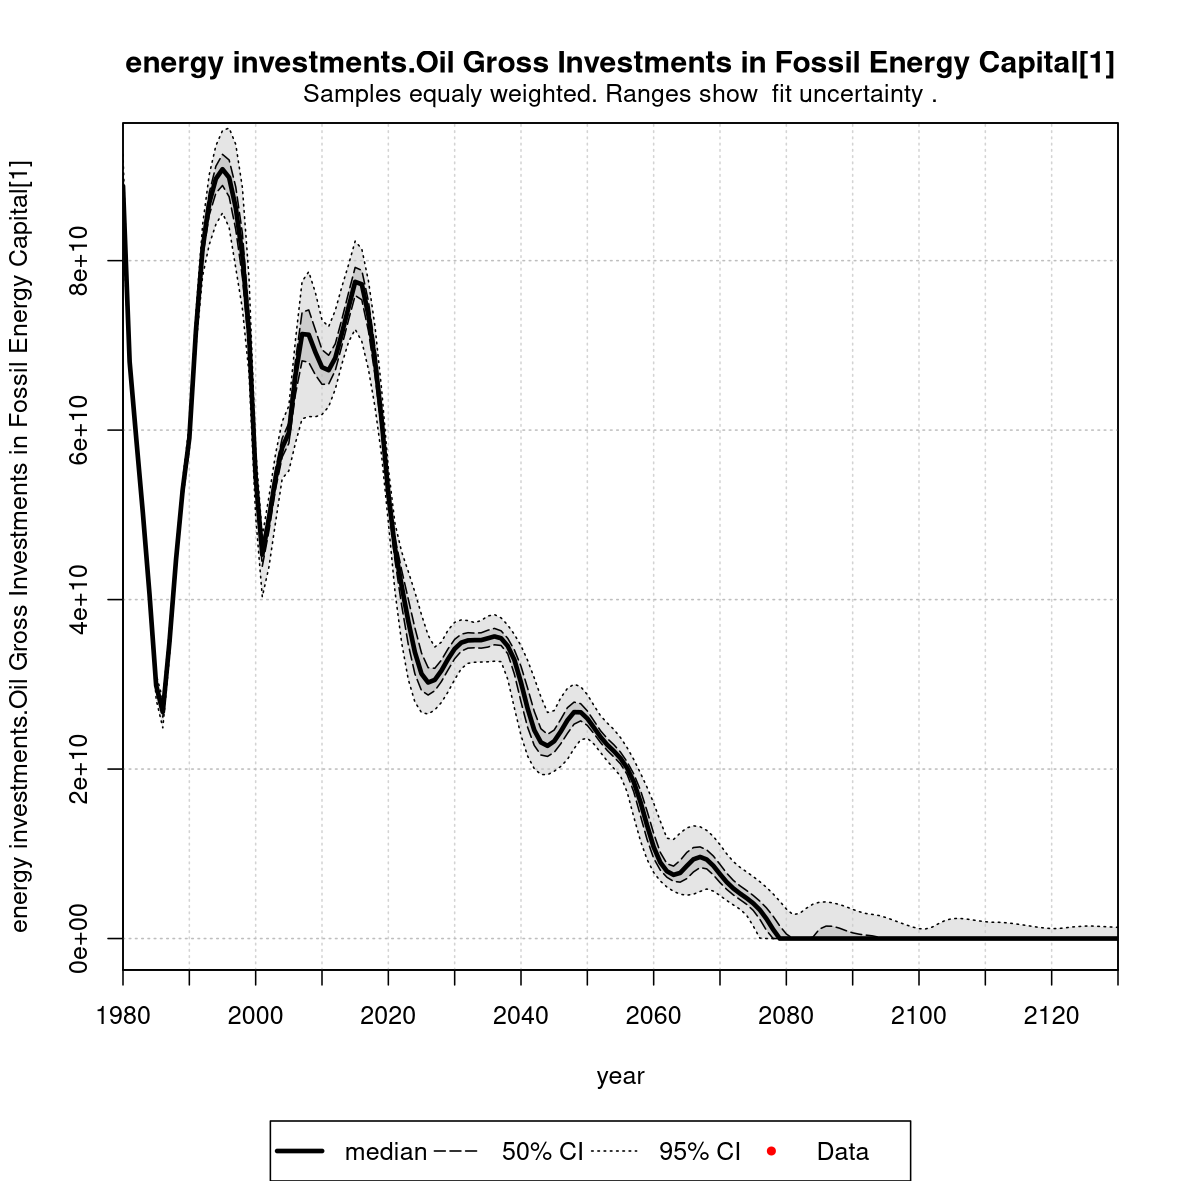 energy investments.Oil Gross Investments in Fossil Energy Capital[1]
Samples equaly weighted. Ranges show  fit uncertainty .
energy investments.Oil Gross Investments in Fossil Energy Capital[1]
8e+10
6e+10
4e+10
2e+10
0e+00
1980 2000 2020 2040 2060 2080 2100 2120
year
median 50% CI 95% CI Data